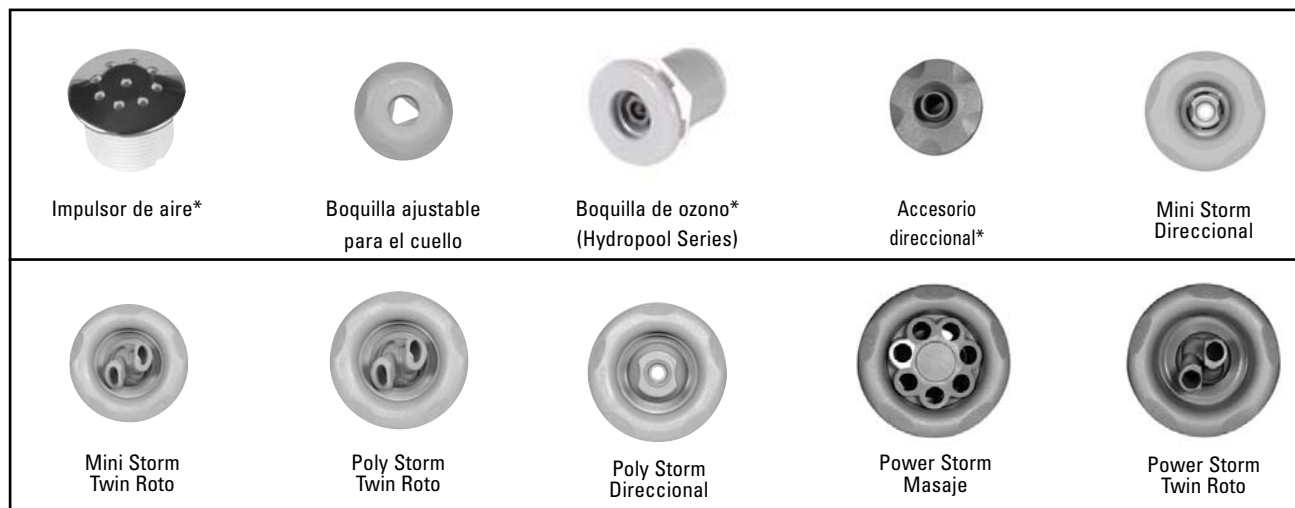 Impulsor de aire*
Boquilla ajustable
para el cuello
Boquilla de ozono*
(Hydropool Series)
Accesorio
direccional*
Mini Storm
Direccional
Mini Storm
Twin Roto
Poly Storm
Twin Roto
Poly Storm
Direccional
Power Storm
Masaje
Power Storm
Twin Roto